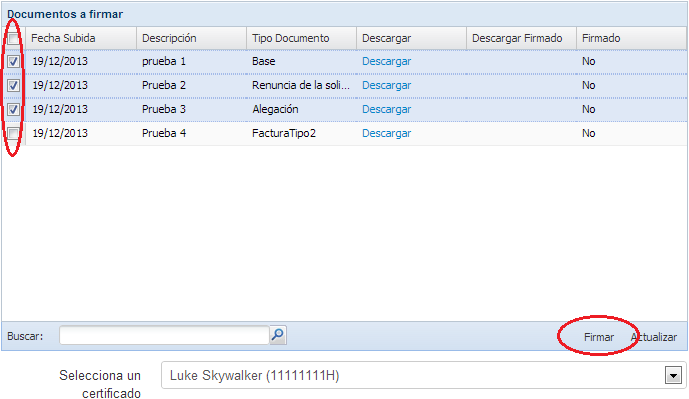 Documentos a firmar
Fecha Subida Descripción Tipo Documento Descargar Descargar Firmado Firmado
19/12/2013 prueba 1 Base Descargar No
19/12/2013 Prueba 2 Renuncia de la soli... Descargar No
19/12/2013 Prueba 3 Alegación Descargar No
19/12/2013 Prueba 4 FacturaTipo2 Descargar No
Buscar: Firmar Actualizar
Selecciona un certificado Luke Skywalker (11111111H)